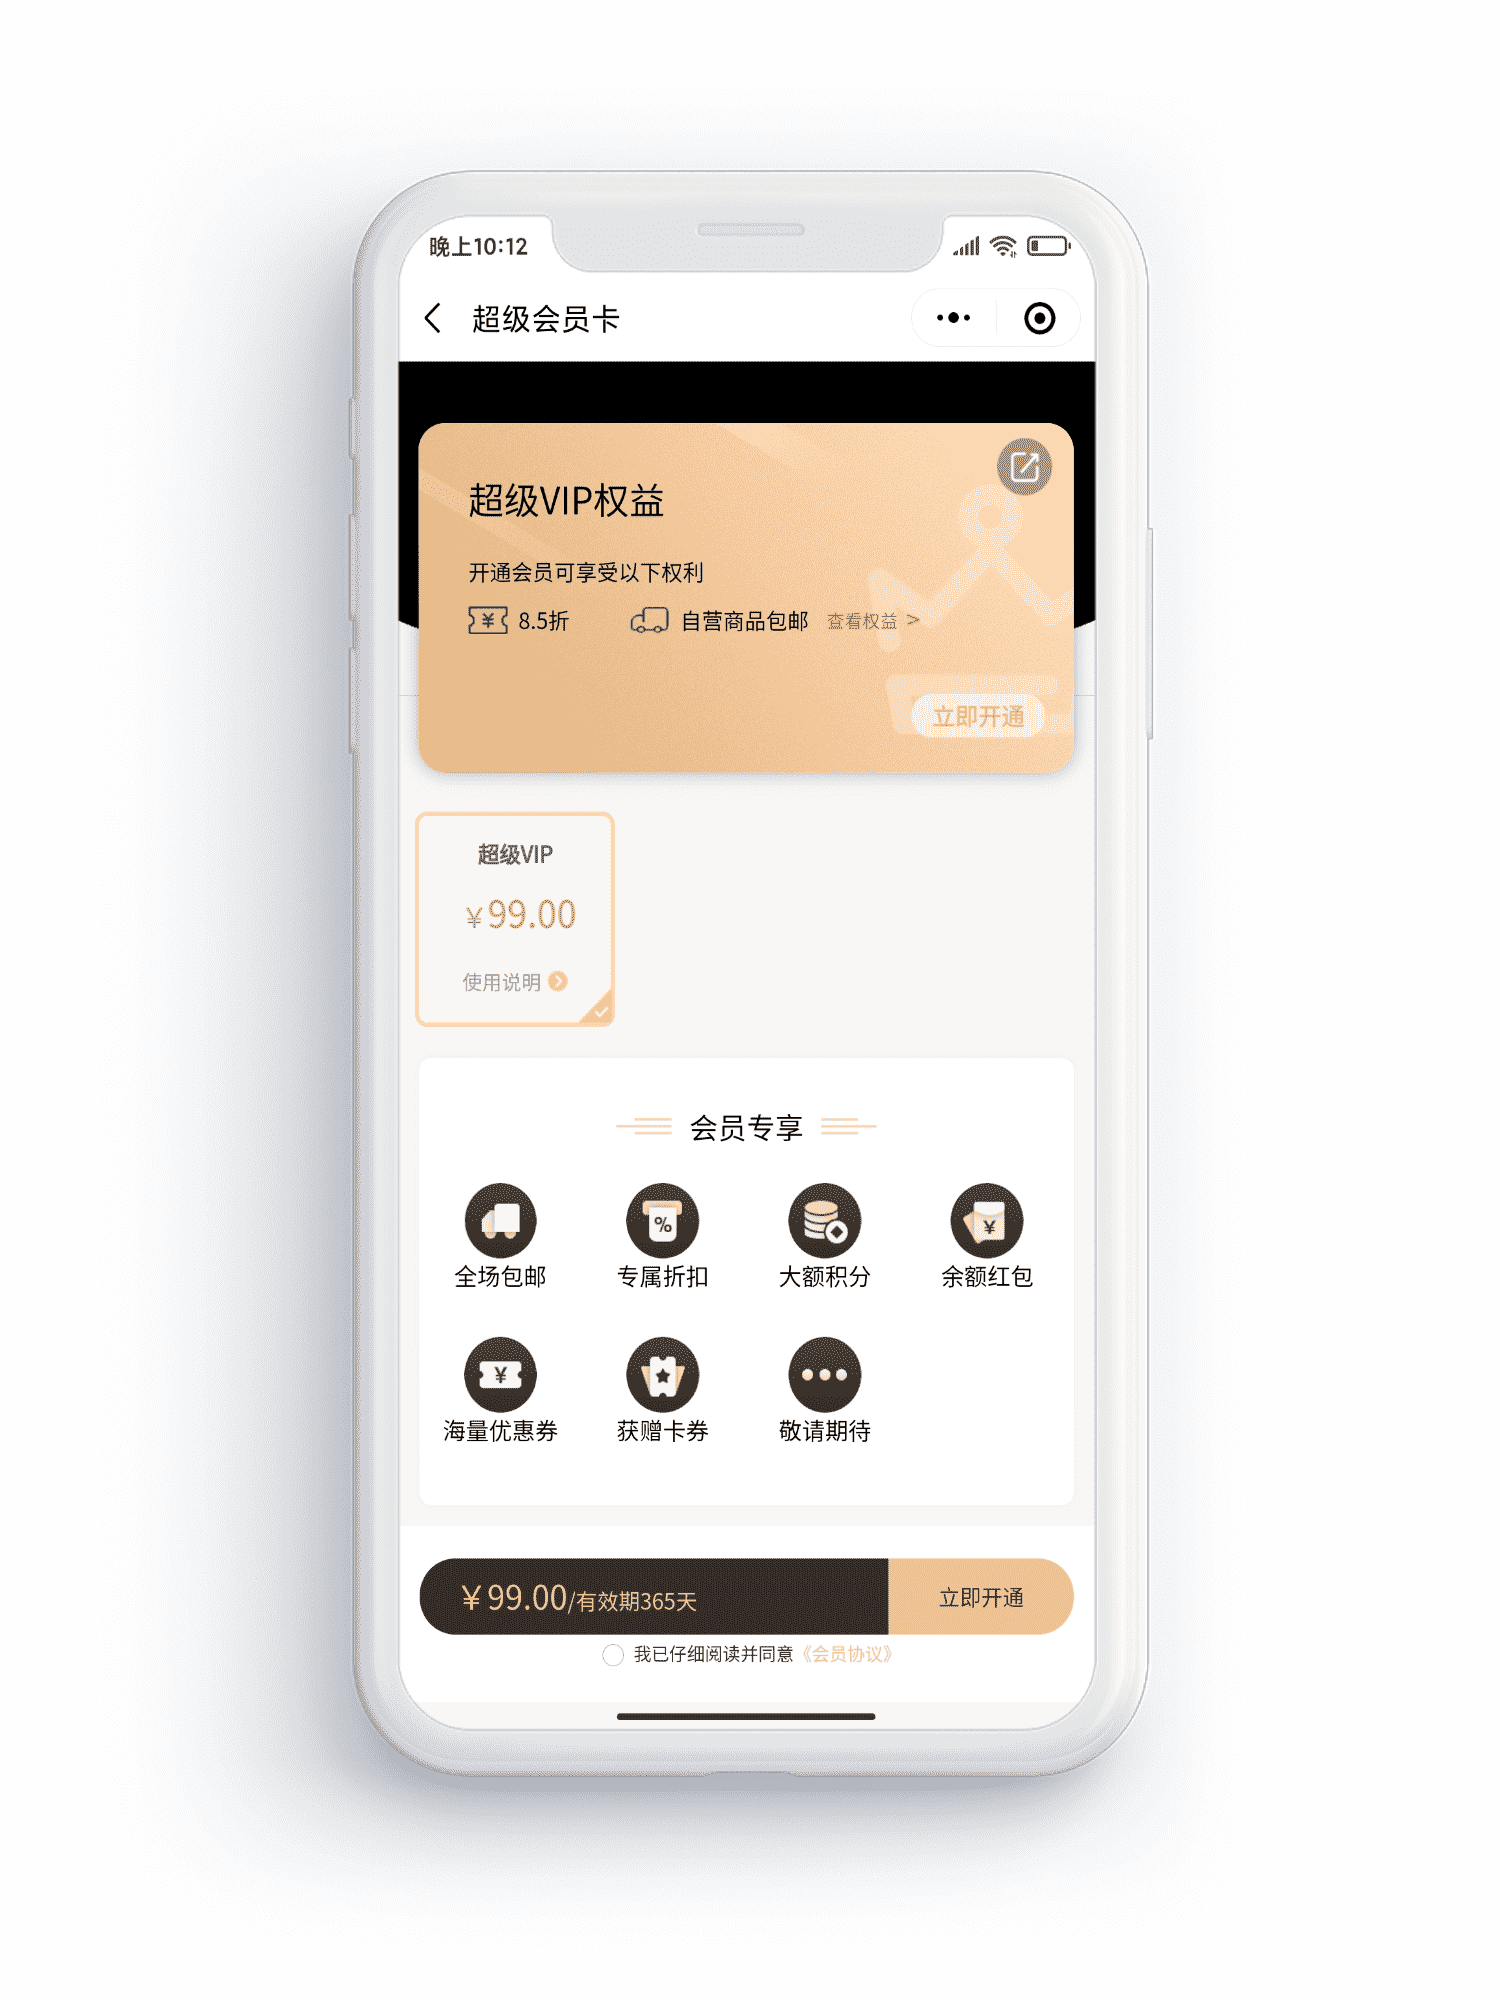 晚上10:12
超级会员卡
超级VIP权益
开通会员可享受以下权利
¥ 8.5折 自营商品包邮 查看权益 >
立即开通
超级VIP
¥99.00
使用说明
会员专享
% ¥
全场包邮 专属折扣 大额积分 余额红包
¥
海量优惠券 获赠卡券 敬请期待
¥99.00/有效期365天 立即开通
我已仔细阅读并同意《会员协议》